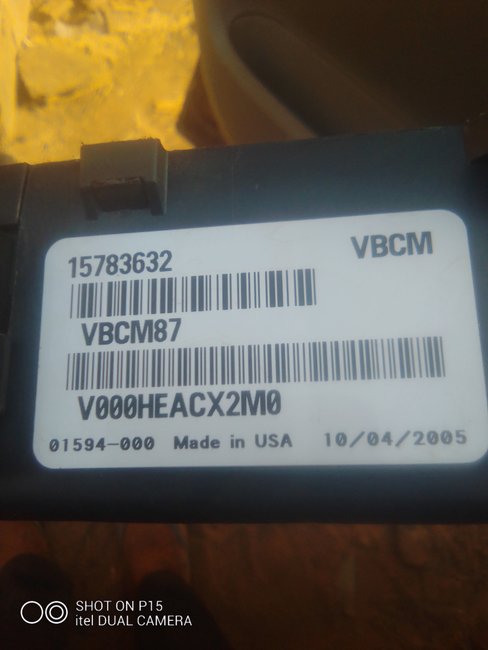 15783632 VBCM
VBCM87
V000HEACX2M0
01594-000 Made in USA 10/04/2005
SHOT ON P15
itel DUAL CAMERA